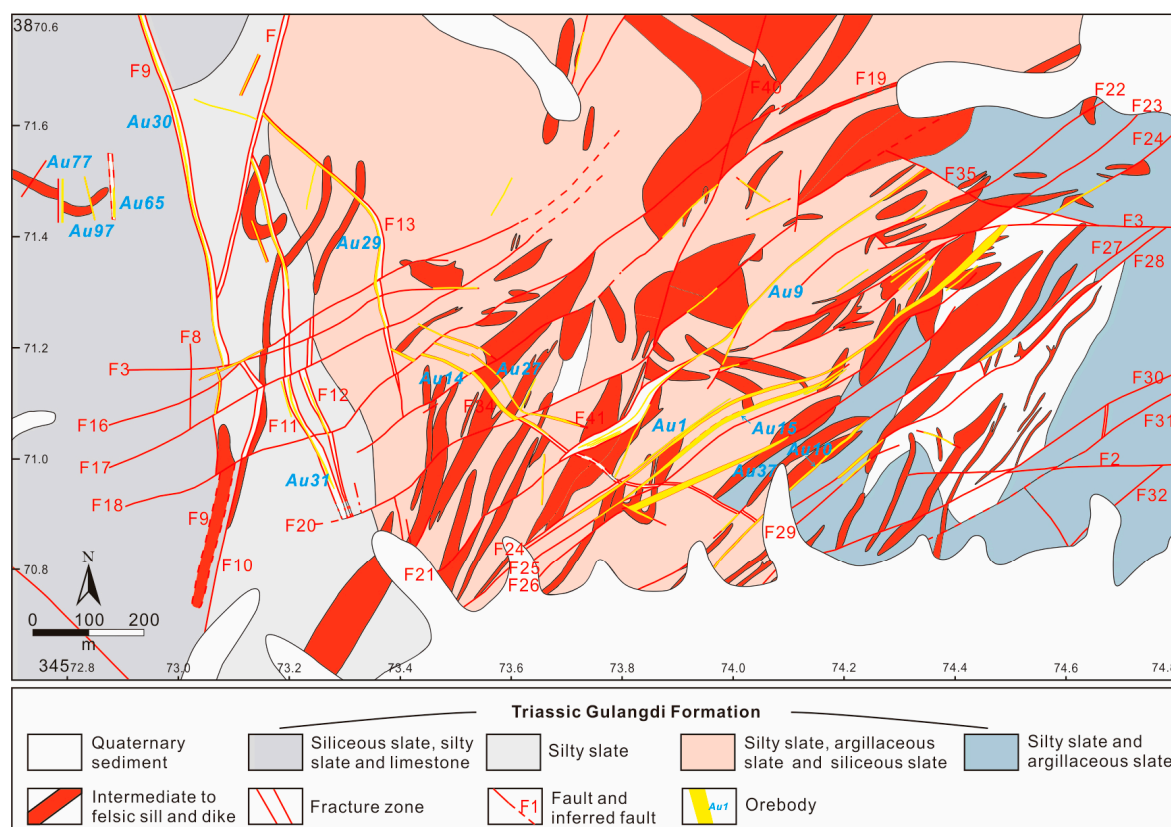 3870.6
F9
F
F40
F19
F22
F23
F24
Au30
71.6
Au77
Au65
Au97
F35
F13
F3
71.4
Au29
F27
F28
Au9
F8
71.2
F3
F12
Au14
Au27
F30
F16
F34
F41
F31
F11
Au1
Au15
F17
71.0
Au10
F2
Au31
Au37
F18
F32
F9
F20
F29
F24
F10
F21
F25
70.8
F26
N
0 100 200
m
34572.8 73.0 73.2 73.4 73.6 73.8 74.0 74.2 74.4 74.6 74.8
Triassic Gulangdi Formation
Quaternary
sediment
Siliceous slate, silty
slate and limestone
Silty slate
Silty slate, argillaceous
slate and siliceous slate
Silty slate and
argillaceous slate
Intermediate to
felsic sill and dike
Fracture zone
F1
Fault and
inferred fault
Au1
Orebody